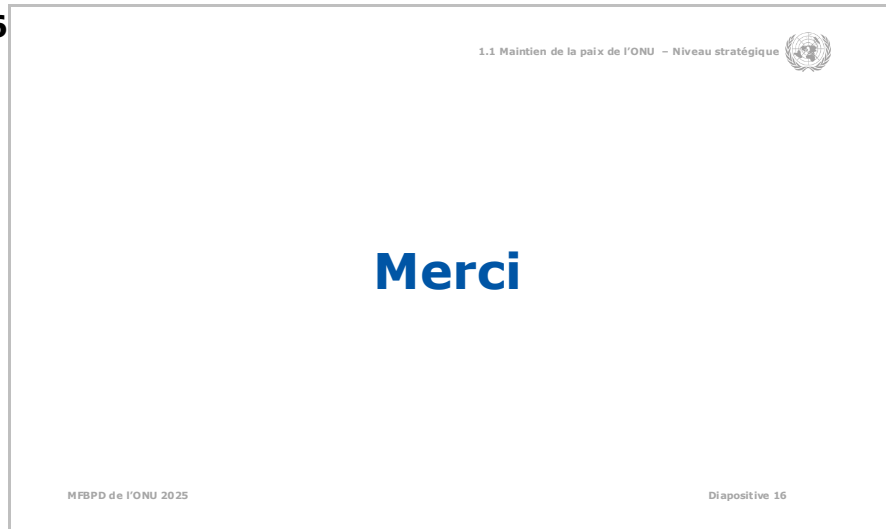 1.1 Maintien de la paix de l’ONU – Niveau stratégique
Merci
MFBPD de l’ONU 2025
Diapositive 16